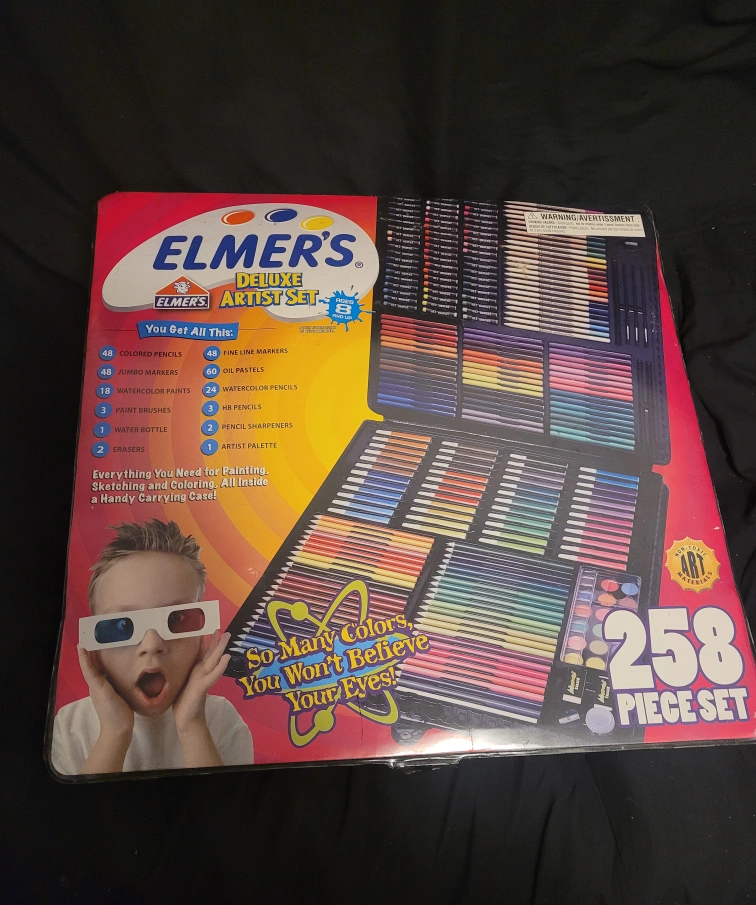 ELMER'S®
ELMER'S
DELUXE
ARTIST SET
AGES
8
AND UP
You Get All This:
48 COLORED PENCILS
48 JUMBO MARKERS
18 WATERCOLOR PAINTS
3 PAINT BRUSHES
1 WATER BOTTLE
2 ERASERS
48 FINE LINE MARKERS
60 OIL PASTELS
24 WATERCOLOR PENCILS
3 HB PENCILS
2 PENCIL SHARPENERS
1 ARTIST PALETTE
Everything You Need for Painting,
Sketching and Coloring, All Inside
a Handy Carrying Case!
WARNING/AVERTISSMENT
So Many Colors,
You Won't Believe
Your Eyes!
NON-TOXIC
ART
MATERIALS
258
PIECE SET